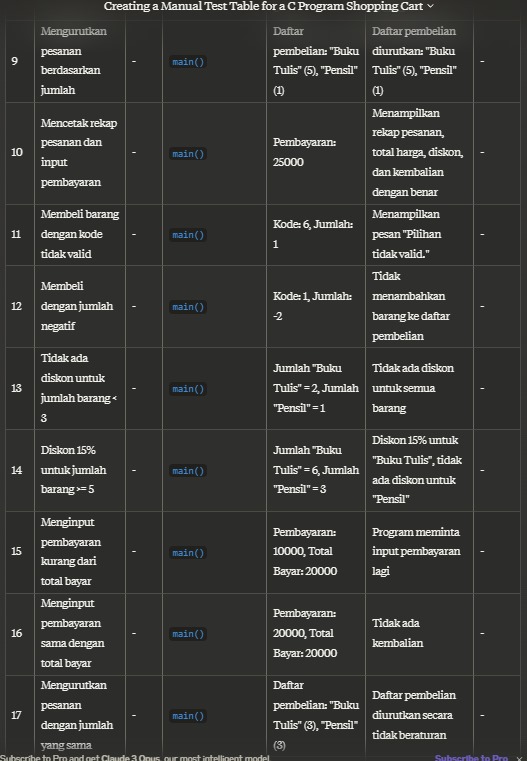 Creating a Manual Test Table for a C Program Shopping Cart
9
Mengurutkan
pesanan
berdasarkan
jumlah
-
main()
Daftar
pembelian: "Buku
Tulis" (5), "Pensil"
(1)
Daftar pembelian
diurutkan: "Buku
Tulis" (5), "Pensil"
(1)
-
10
Mencetak rekap
pesanan dan
input
pembayaran
-
main()
Pembayaran:
25000
Menampilkan
rekap pesanan,
total harga, diskon,
dan kembalian
dengan benar
-
11
Membeli barang
dengan kode
tidak valid
-
main()
Kode: 6, Jumlah:
1
Menampilkan
pesan "Pilihan
tidak valid."
-
12
Membeli
dengan jumlah
negatif
-
main()
Kode: 1, Jumlah:
-2
Tidak
menambahkan
barang ke daftar
pembelian
-
13
Tidak ada
diskon untuk
jumlah barang <
3
-
main()
Jumlah "Buku
Tulis" = 2, Jumlah
"Pensil" = 1
Tidak ada diskon
untuk semua
barang
-
14
Diskon 15%
untuk jumlah
barang >= 5
-
main()
Jumlah "Buku
Tulis" = 6, Jumlah
"Pensil" = 3
Diskon 15% untuk
"Buku Tulis", tidak
ada diskon untuk
"Pensil"
-
15
Menginput
pembayaran
kurang dari
total bayar
-
main()
Pembayaran:
10000, Total
Bayar: 20000
Program meminta
input pembayaran
lagi
-
16
Menginput
pembayaran
sama dengan
total bayar
-
main()
Pembayaran:
20000, Total
Bayar: 20000
Tidak ada
kembalian
-
17
Mengurutkan
pesanan
dengan jumlah
yang sama
-
main()
Daftar
pembelian: "Buku
Tulis" (3), "Pensil"
(3)
Daftar pembelian
diurutkan secara
tidak beraturan
-
Subscribe to Pro and get Claude 3 Opus, our most intelligent model
Subscribe to Pro
×